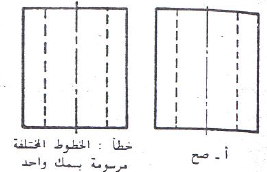 أ ـ صح
خطأ : الخطوط المختلفة
مرسومة بسمك واحد